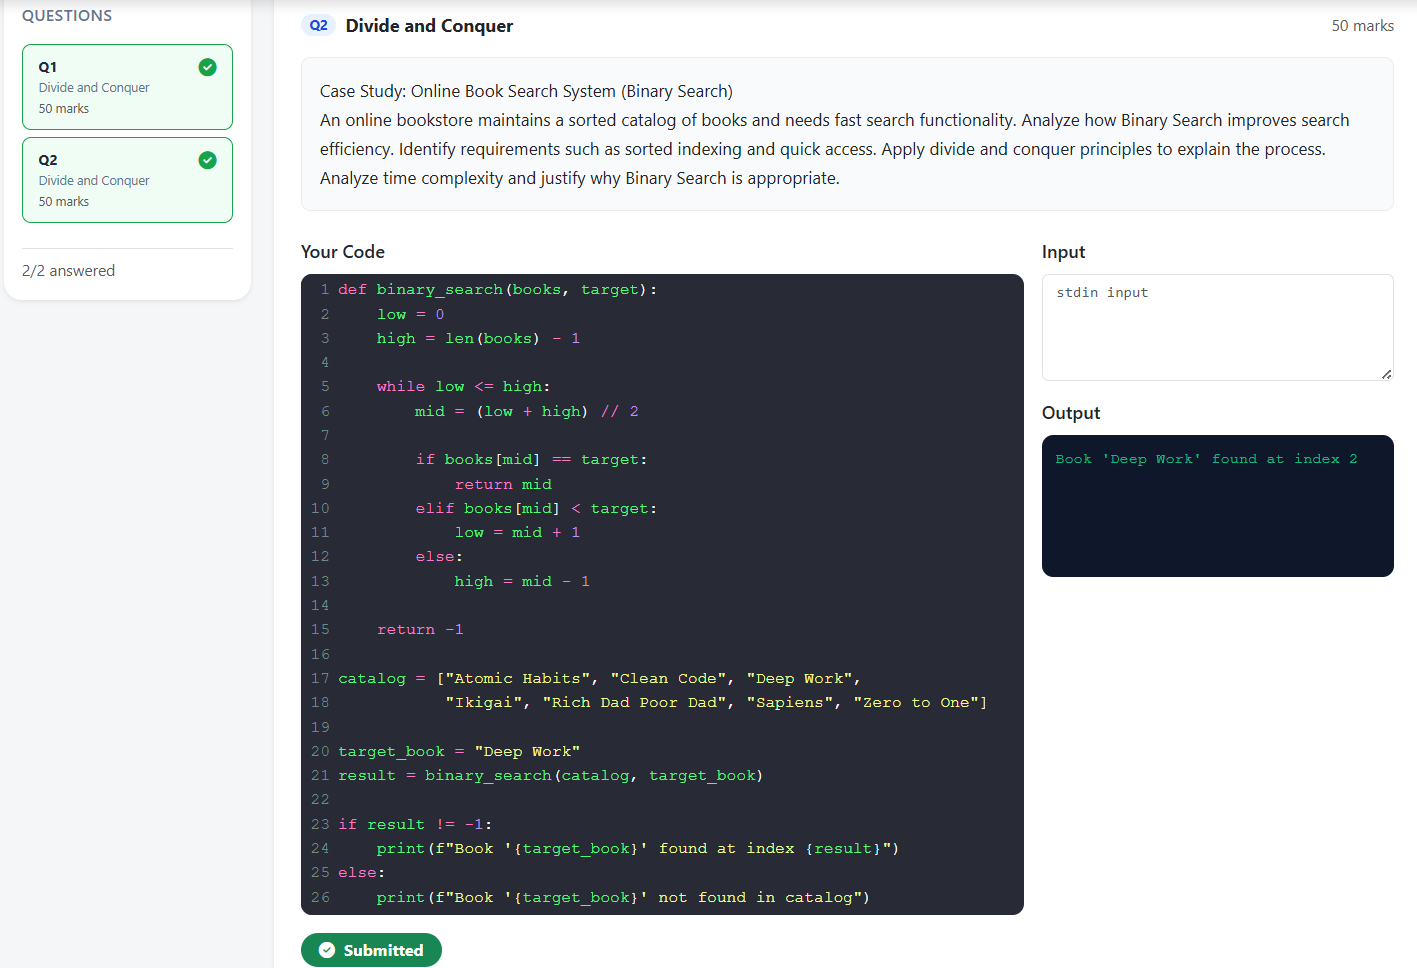 QUESTIONS
Q1
Divide and Conquer
50 marks
Q2
Divide and Conquer
50 marks
2/2 answered
Q2 Divide and Conquer 50 marks
Case Study: Online Book Search System (Binary Search)
An online bookstore maintains a sorted catalog of books and needs fast search functionality. Analyze how Binary Search improves search
efficiency. Identify requirements such as sorted indexing and quick access. Apply divide and conquer principles to explain the process.
Analyze time complexity and justify why Binary Search is appropriate.
Your Code
1 def binary_search(books, target):
2     low = 0
3     high = len(books) - 1
4
5     while low <= high:
6         mid = (low + high) // 2
7
8         if books[mid] == target:
9             return mid
10         elif books[mid] < target:
11             low = mid + 1
12         else:
13             high = mid - 1
14
15     return -1
16
17 catalog = ["Atomic Habits", "Clean Code", "Deep Work",
18            "Ikigai", "Rich Dad Poor Dad", "Sapiens", "Zero to One"]
19
20 target_book = "Deep Work"
21 result = binary_search(catalog, target_book)
22
23 if result != -1:
24     print(f"Book '{target_book}' found at index {result}")
25 else:
26     print(f"Book '{target_book}' not found in catalog")
Submitted
Input
stdin input
Output
Book 'Deep Work' found at index 2